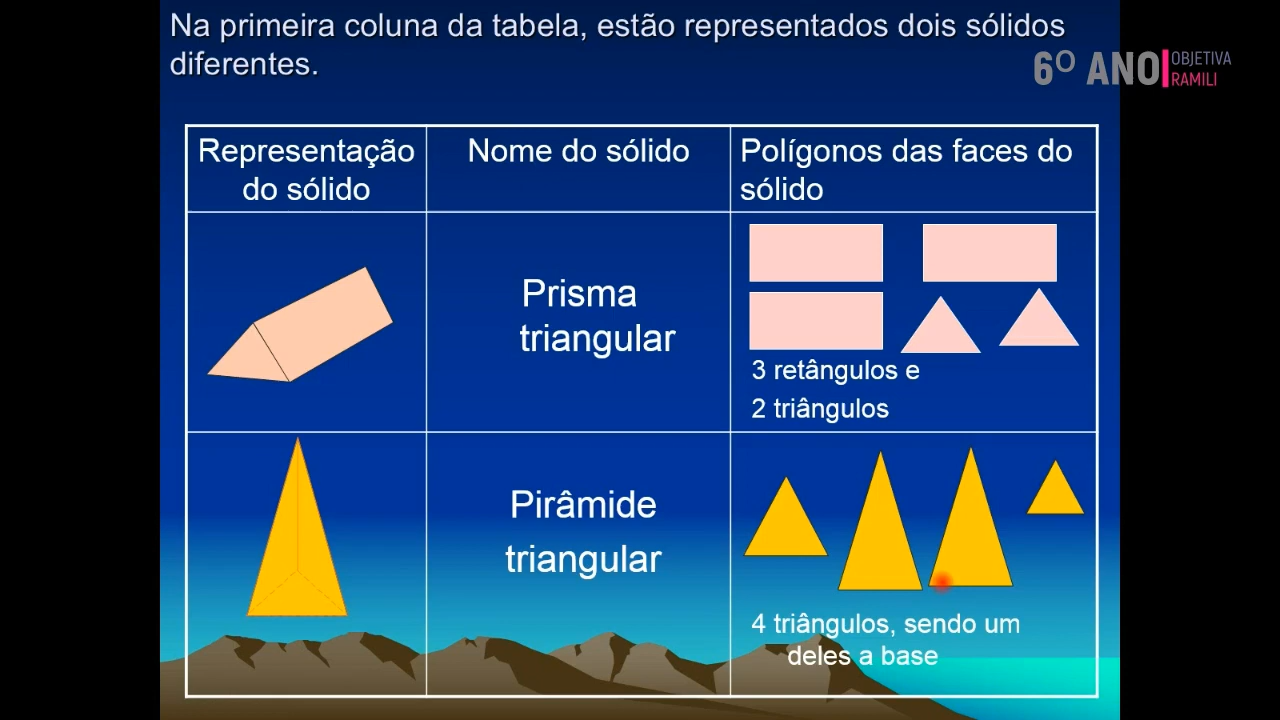 Na primeira coluna da tabela, estão representados dois sólidos
diferentes.
6º ANO
OBJETIVA
RAMILI
Representação
do sólido
Nome do sólido
Polígonos das faces do
sólido
Prisma
triangular
3 retângulos e
2 triângulos
Pirâmide
triangular
4 triângulos, sendo um
deles a base